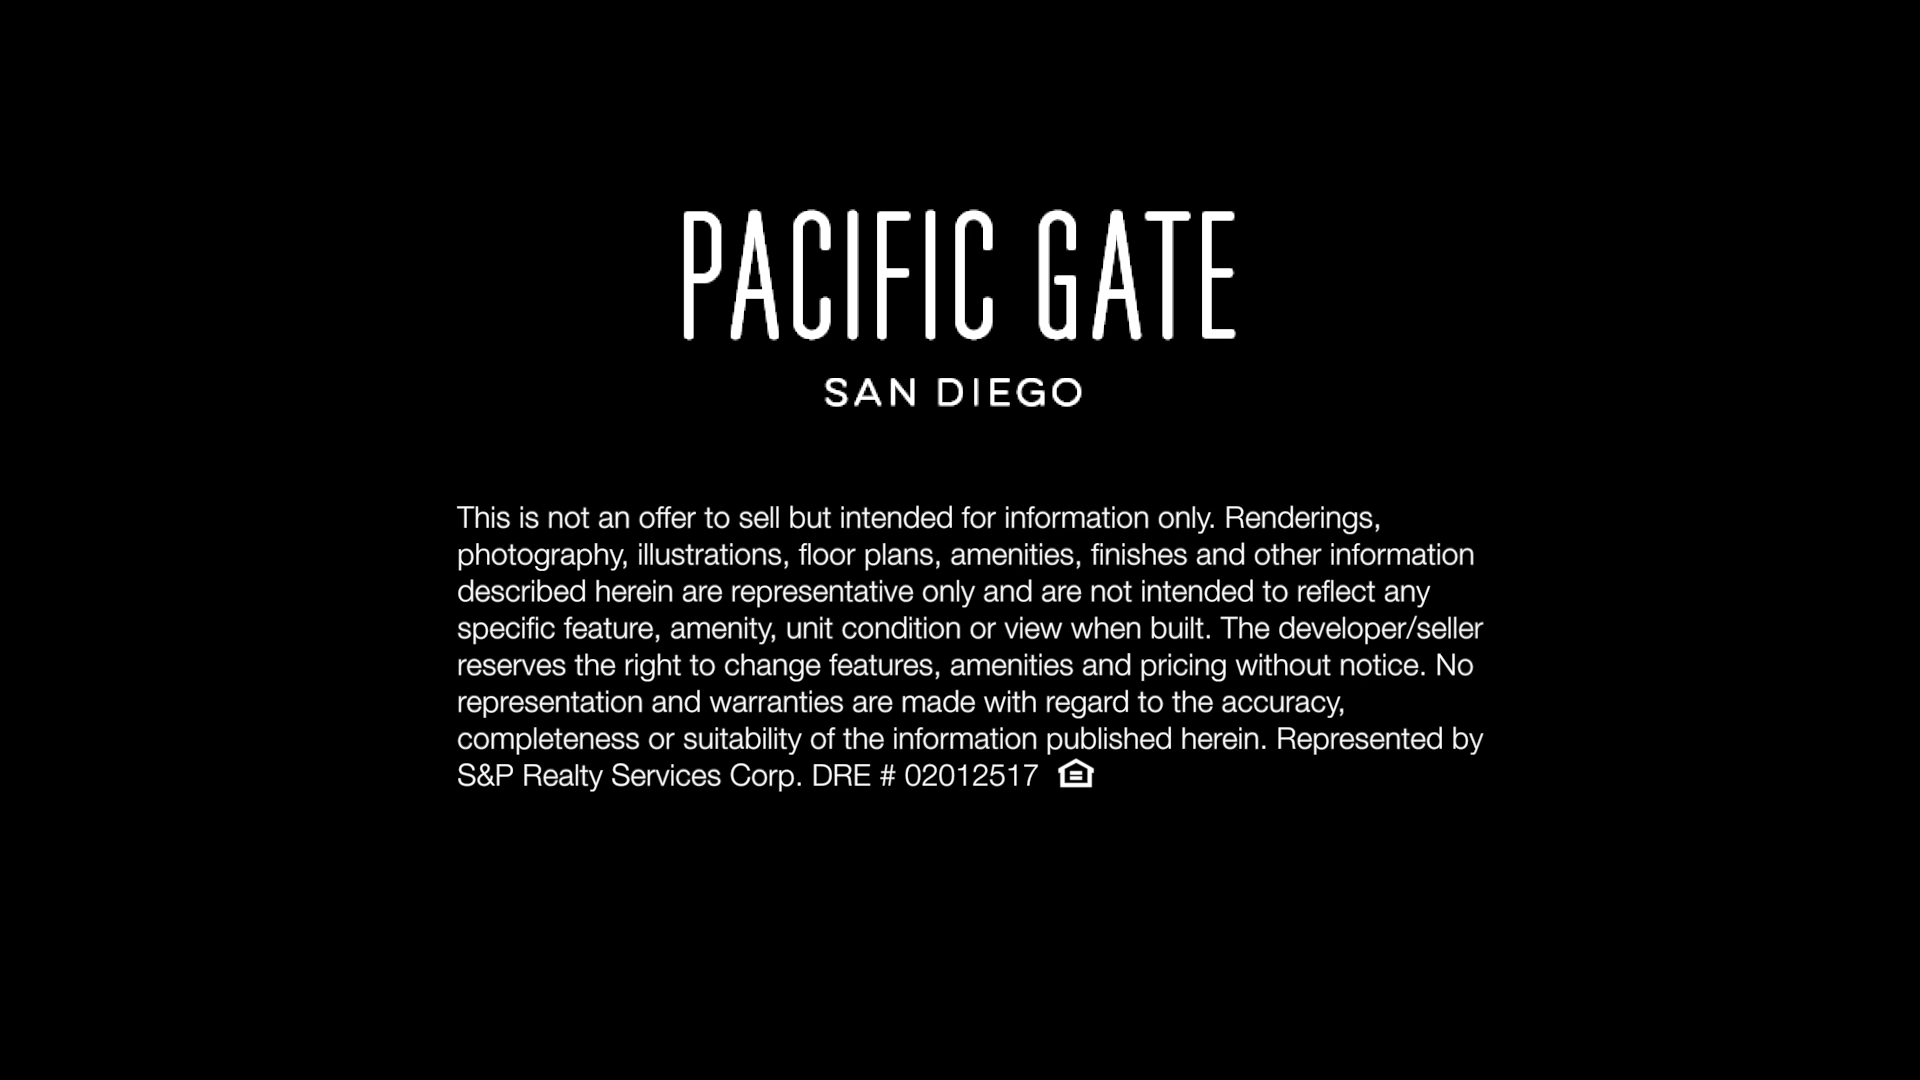 PACIFIC GATE
SAN DIEGO
This is not an offer to sell but intended for information only. Renderings,
photography, illustrations, floor plans, amenities, finishes and other information
described herein are representative only and are not intended to reflect any
specific feature, amenity, unit condition or view when built. The developer/seller
reserves the right to change features, amenities and pricing without notice. No
representation and warranties are made with regard to the accuracy,
completeness or suitability of the information published herein. Represented by
S&P Realty Services Corp. DRE # 02012517